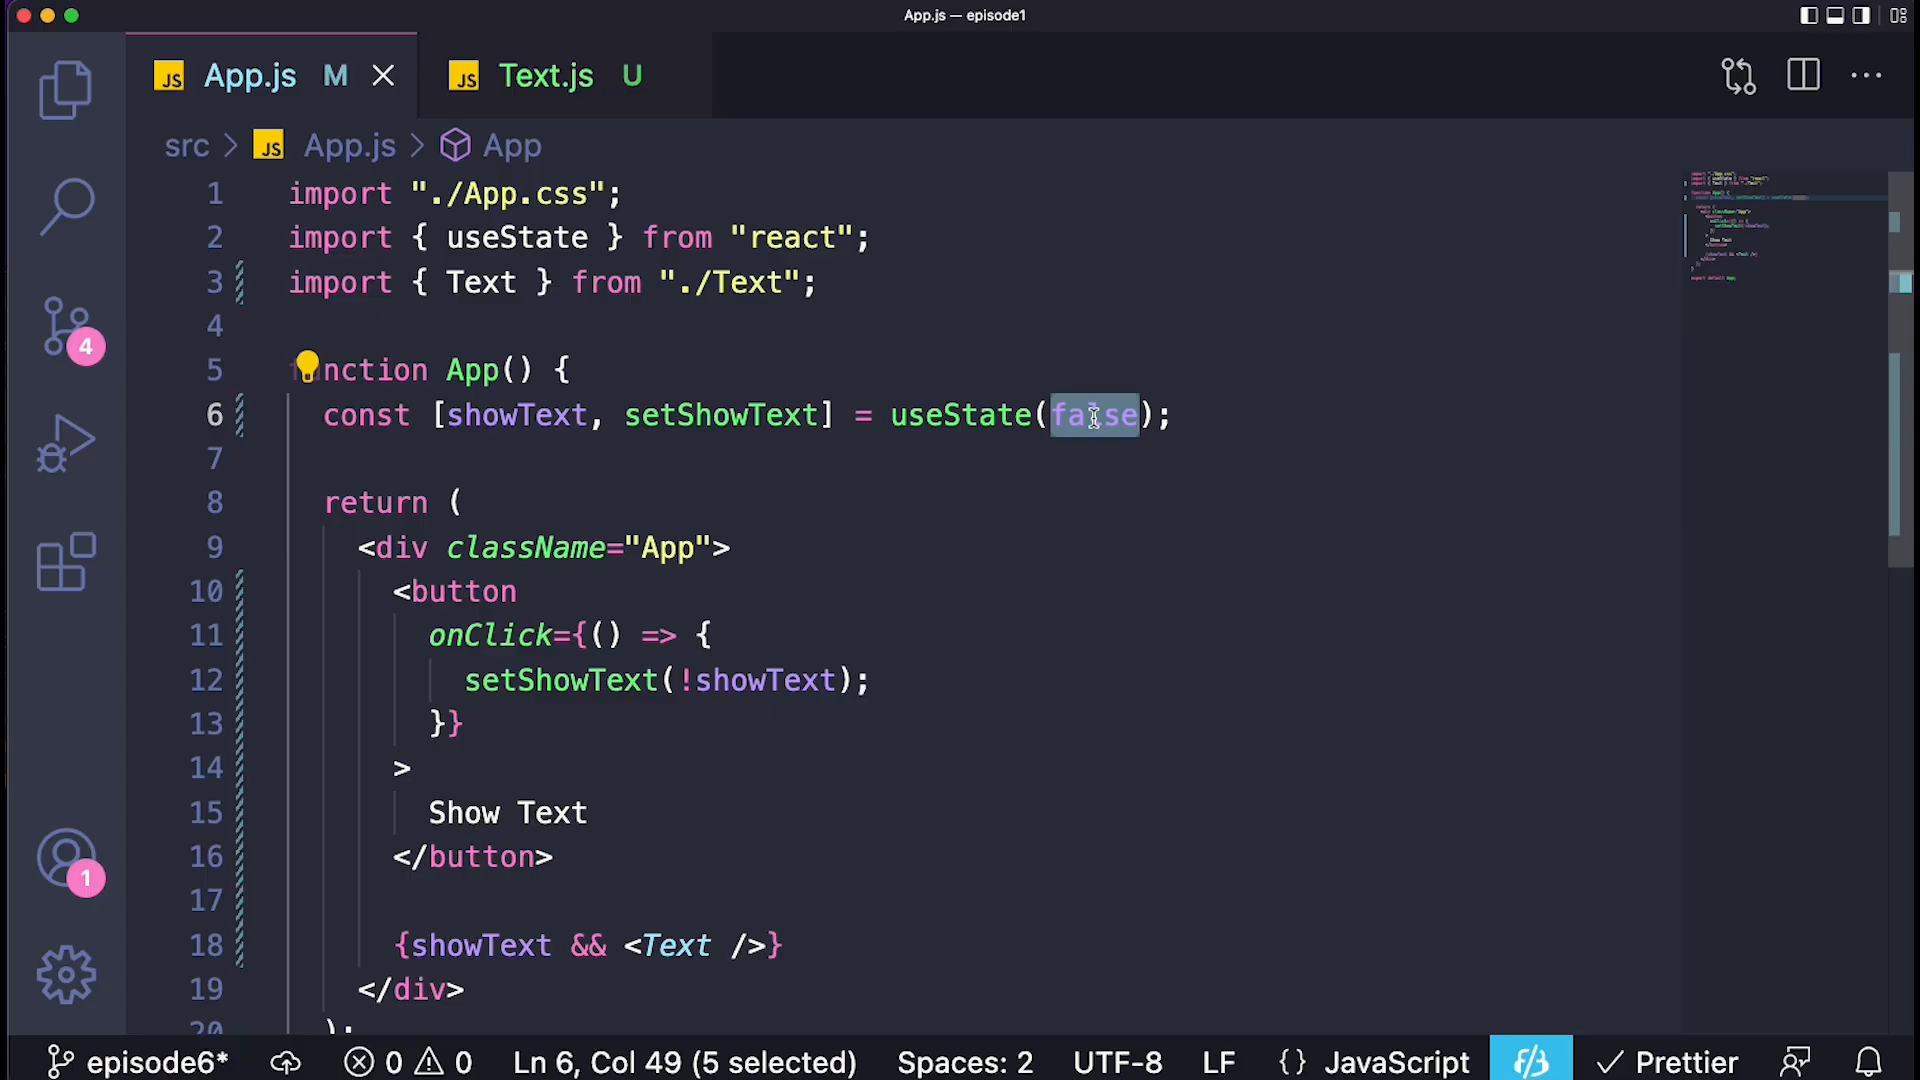 App.js — episode1
JS App.js M JS Text.js U
src > JS App.js > App
1 import "./App.css";
2 import { useState } from "react";
3 import { Text } from "./Text";
4
5 nction App() {
6 const [showText, setShowText] = useState(false);
7
8 return (
9 <div className="App">
10 <button
11 onClick={() => {
12 setShowText(!showText);
13 }}
14 >
15 Show Text
16 </button>
17
18 {showText && <Text />}
19 </div>
20 );
4
1
episode6* 0 0 Ln 6, Col 49 (5 selected) Spaces: 2 UTF-8 LF {} JavaScript Prettier